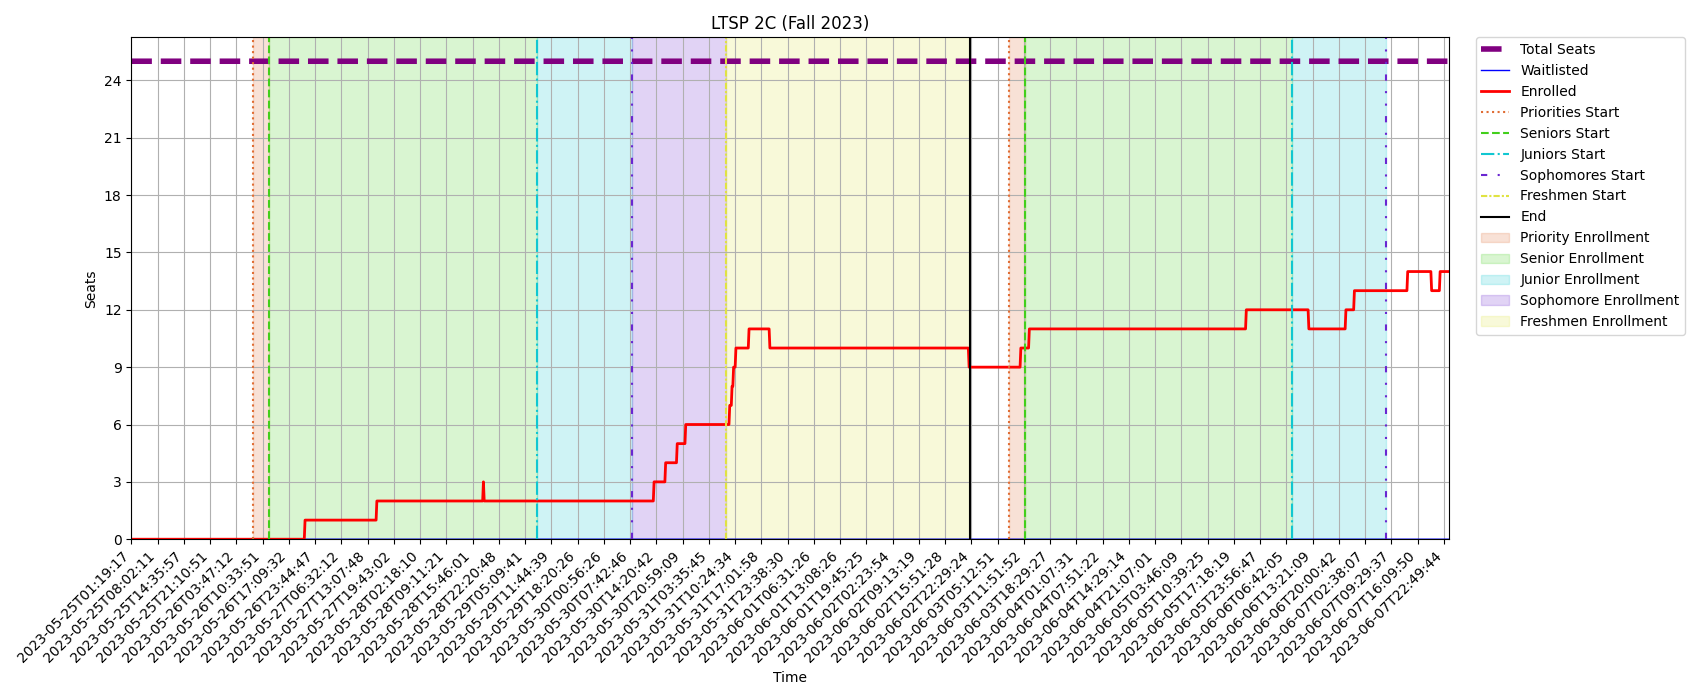 LTSP 2C (Fall 2023)
Seats
24
21
18
15
12
9
6
3
0
2023-05-25T01:19:17
2023-05-25T08:02:11
2023-05-25T14:35:57
2023-05-25T21:10:51
2023-05-26T03:47:12
2023-05-26T10:33:51
2023-05-26T17:09:32
2023-05-26T23:44:47
2023-05-27T06:32:12
2023-05-27T13:07:48
2023-05-27T19:43:02
2023-05-28T02:18:10
2023-05-28T09:11:21
2023-05-28T15:46:01
2023-05-28T22:20:48
2023-05-29T05:09:41
2023-05-29T11:44:39
2023-05-29T18:20:26
2023-05-30T00:56:26
2023-05-30T07:42:46
2023-05-30T14:20:42
2023-05-30T20:59:09
2023-05-31T03:35:45
2023-05-31T10:24:34
2023-05-31T17:01:58
2023-05-31T23:38:30
2023-06-01T06:31:26
2023-06-01T13:08:26
2023-06-01T19:45:25
2023-06-02T02:23:54
2023-06-02T09:13:19
2023-06-02T15:51:28
2023-06-02T22:29:24
2023-06-03T05:12:51
2023-06-03T11:51:52
2023-06-03T18:29:27
2023-06-04T01:07:31
2023-06-04T07:51:22
2023-06-04T14:29:14
2023-06-04T21:07:01
2023-06-05T03:46:09
2023-06-05T10:39:25
2023-06-05T17:18:19
2023-06-05T23:56:47
2023-06-06T06:42:05
2023-06-06T13:21:09
2023-06-06T20:00:42
2023-06-07T02:38:07
2023-06-07T09:29:37
2023-06-07T16:09:50
2023-06-07T22:49:44
Time
Total Seats
Waitlisted
Enrolled
Priorities Start
Seniors Start
Juniors Start
Sophomores Start
Freshmen Start
End
Priority Enrollment
Senior Enrollment
Junior Enrollment
Sophomore Enrollment
Freshmen Enrollment